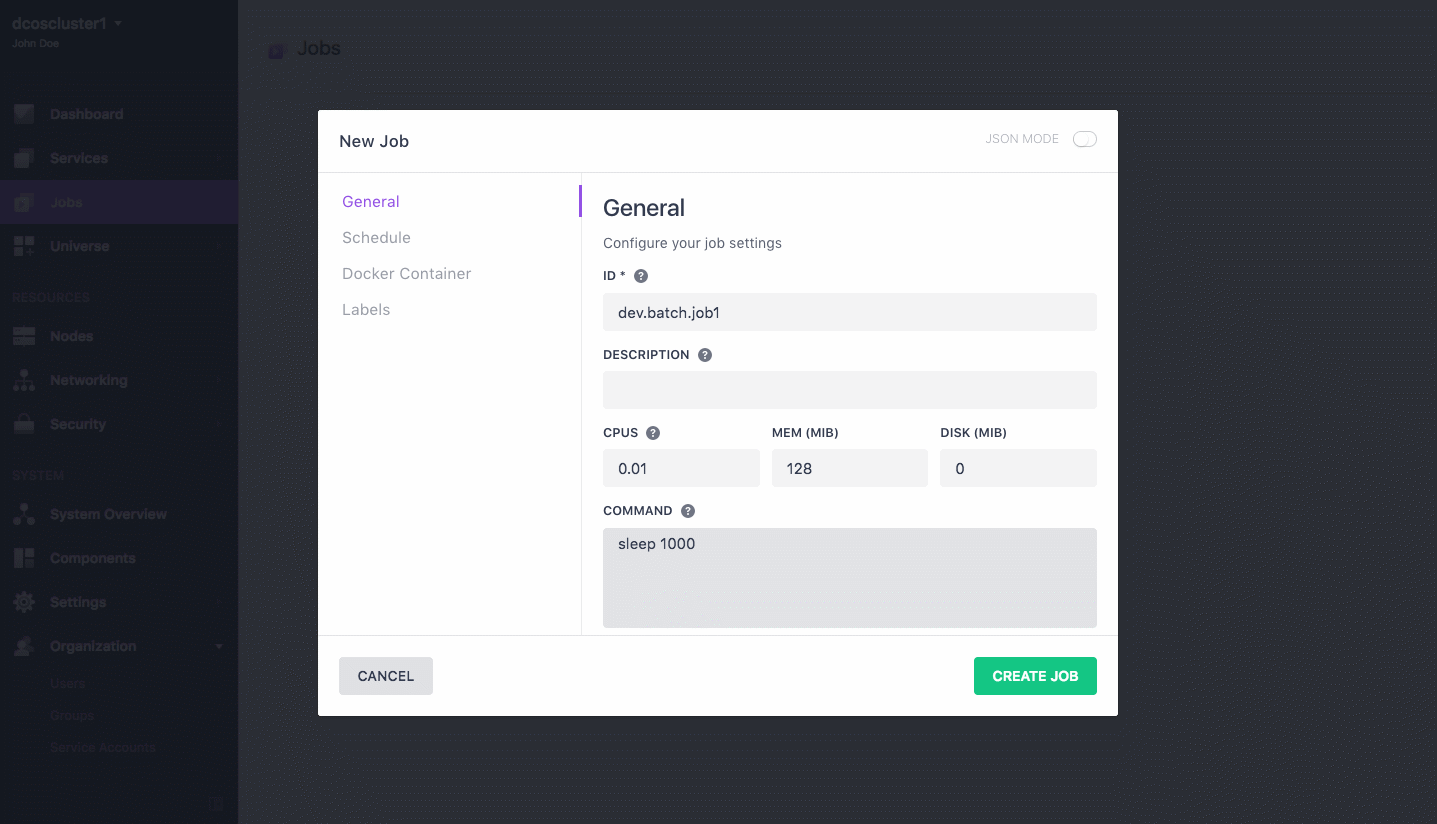 dcoscluster1
John Doe
Dashboard
Services
Jobs
Universe
RESOURCES
Nodes
Networking
Security
SYSTEM
System Overview
Components
Settings
Organization
Users
Groups
Service Accounts
Jobs
New Job
JSON MODE
General
Schedule
Docker Container
Labels
General
Configure your job settings
ID * ?
dev.batch.job1
DESCRIPTION ?
CPUS ? MEM (MIB) DISK (MIB)
0.01 128 0
COMMAND ?
sleep 1000
CANCEL CREATE JOB